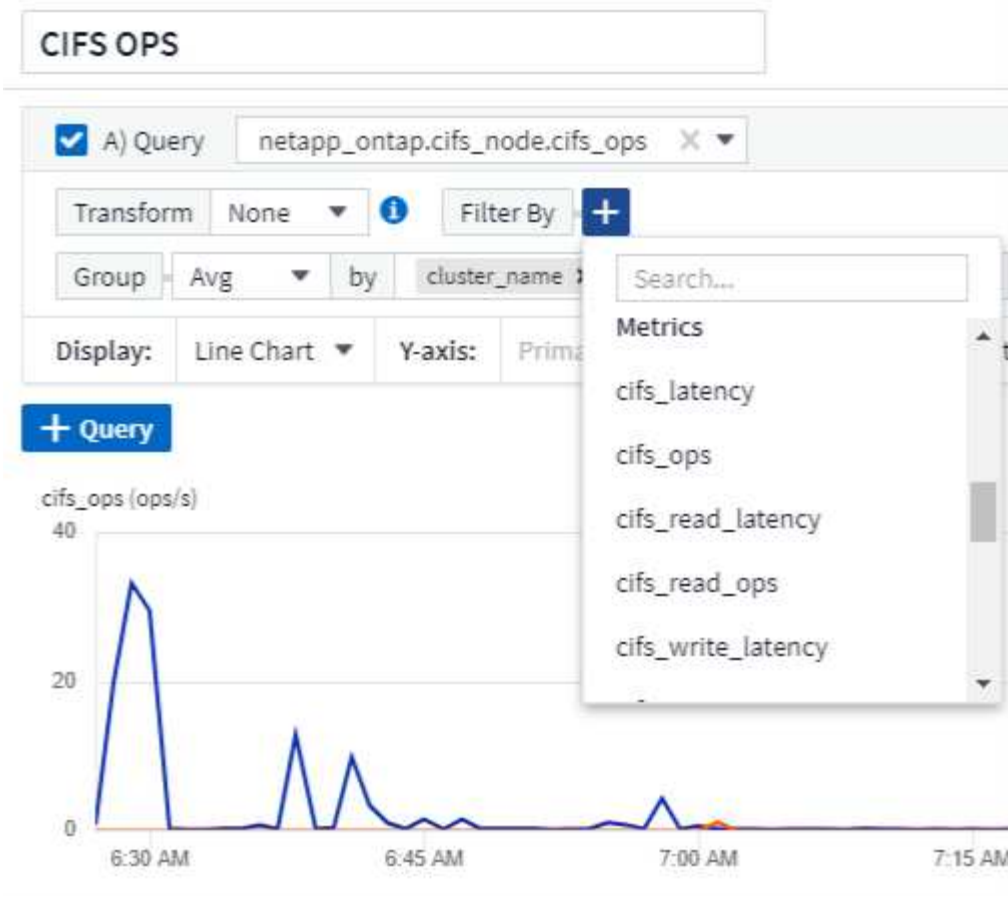 CIFS OPS
A) Query netapp_ontap.cifs_node.cifs_ops
Transform None Filter By
Group Avg by cluster_name
Search...
Metrics
Display: Line Chart Y-axis:
cifs_latency
+ Query
cifs_ops
cifs_ops (ops/s)
cifs_read_latency
cifs_read_ops
cifs_write_latency
40
20
0
6:30 AM 6:45 AM 7:00 AM 7:15 AM